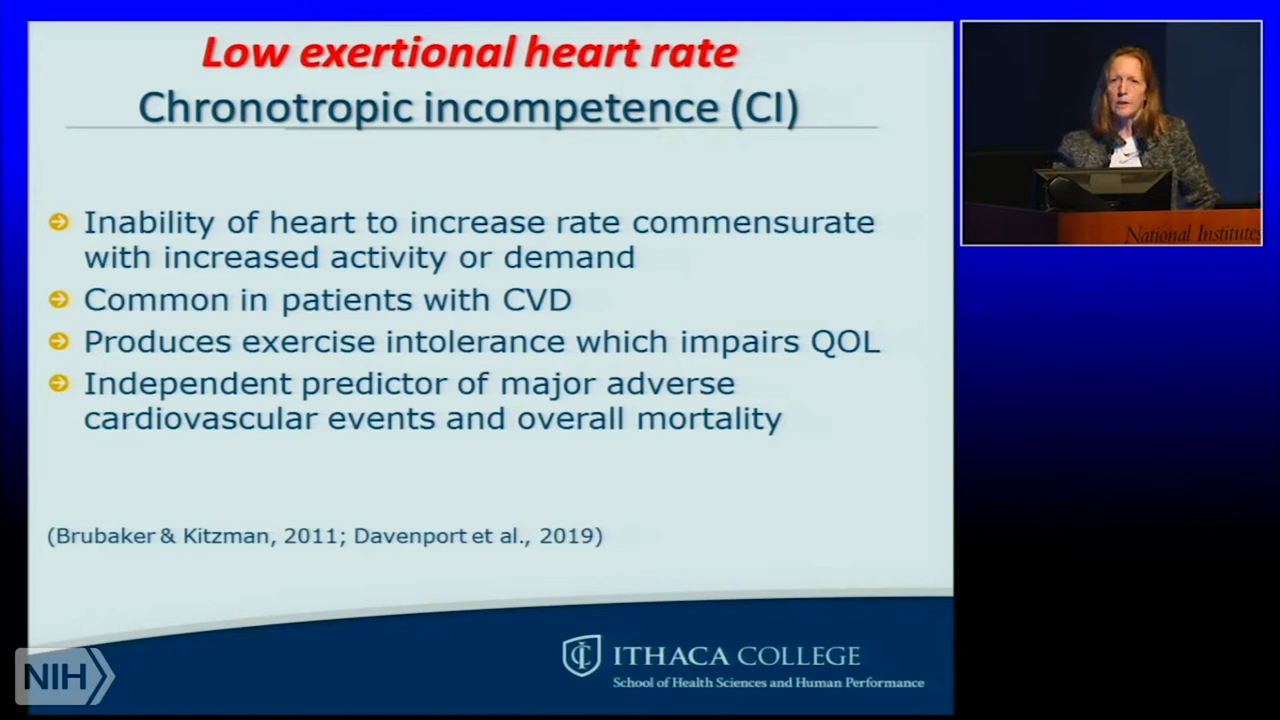 Low exertional heart rate
Chronotropic incompetence (CI)
Inability of heart to increase rate commensurate
with increased activity or demand
Common in patients with CVD
Produces exercise intolerance which impairs QOL
Independent predictor of major adverse
cardiovascular events and overall mortality
(Brubaker & Kitzman, 2011; Davenport et al., 2019)
ITHACA COLLEGE
School of Health Sciences and Human Performance
NIH
National Institutes